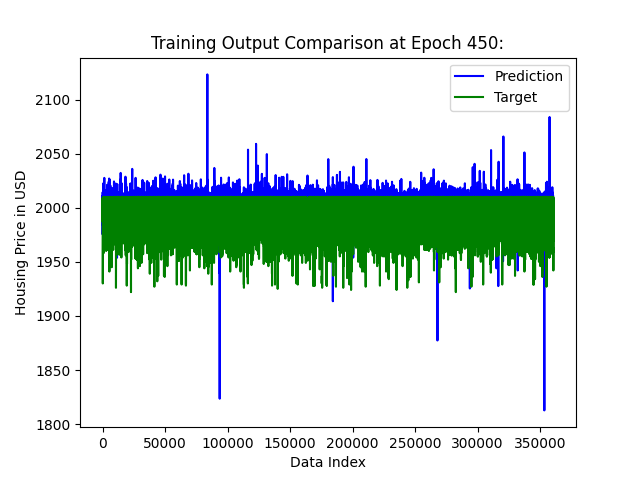 Training Output Comparison at Epoch 450:
Prediction
Target
Housing Price in USD
2100
2050
2000
1950
1900
1850
1800
0 50000 100000 150000 200000 250000 300000 350000
Data Index